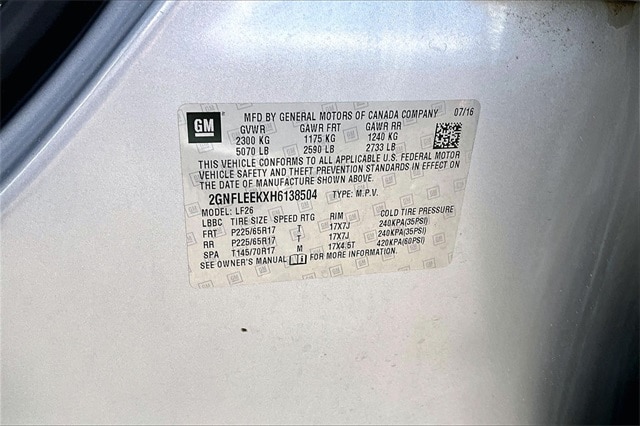 GM
MFD BY GENERAL MOTORS OF CANADA COMPANY 07/16
GVWR GAWR FRT GAWR RR
2300 KG 1175 KG 1240 KG
5070 LB 2590 LB 2733 LB
THIS VEHICLE CONFORMS TO ALL APPLICABLE U.S. FEDERAL MOTOR
VEHICLE SAFETY AND THEFT PREVENTION STANDARDS IN EFFECT ON
THE DATE OF MANUFACTURE SHOWN ABOVE.
2GNFLEEKXH6138504 TYPE: M.P.V.
MODEL: LF26
LBBC TIRE SIZE SPEED RTG RIM COLD TIRE PRESSURE
FRT P225/65R17 T 17X7J 240KPA(35PSI)
RR P225/65R17 T 17X7J 240KPA(35PSI)
SPA T145/70R17 M 17X4.5T 420KPA(60PSI)
SEE OWNER'S MANUAL FOR MORE INFORMATION.